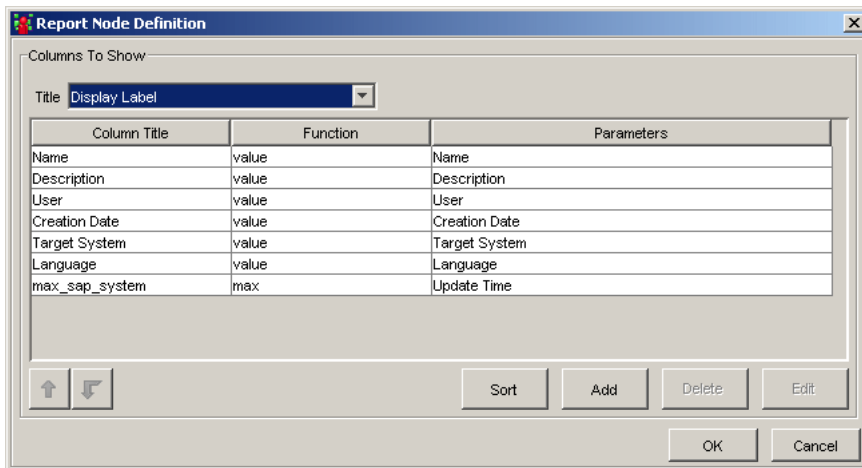 Report Node Definition
Columns To Show
Title Display Label
Column Title Function Parameters
Name value Name
Description value Description
User value User
Creation Date value Creation Date
Target System value Target System
Language value Language
max_sap_system max Update Time
Sort Add Delete Edit
OK Cancel